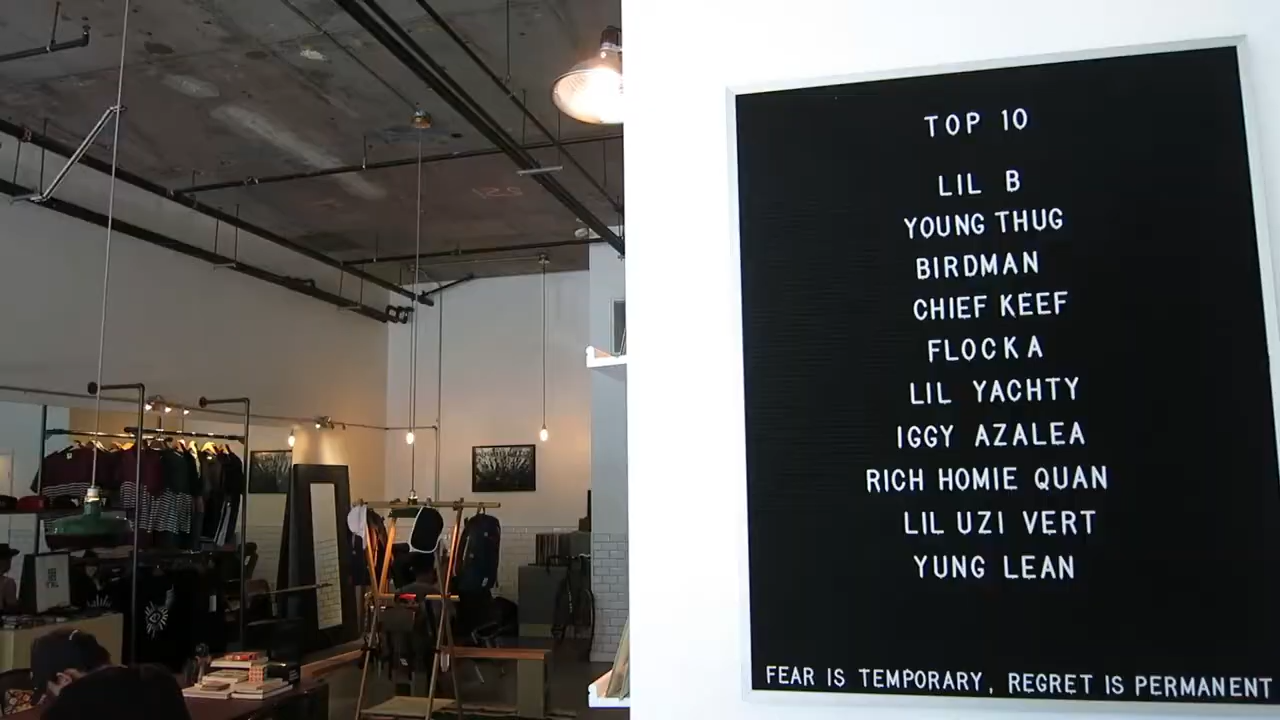 TOP 10
LIL B
YOUNG THUG
BIRDMAN
CHIEF KEEF
FLOCKA
LIL YACHTY
IGGY AZALEA
RICH HOMIE QUAN
LIL UZI VERT
YUNG LEAN
FEAR IS TEMPORARY, REGRET IS PERMANENT